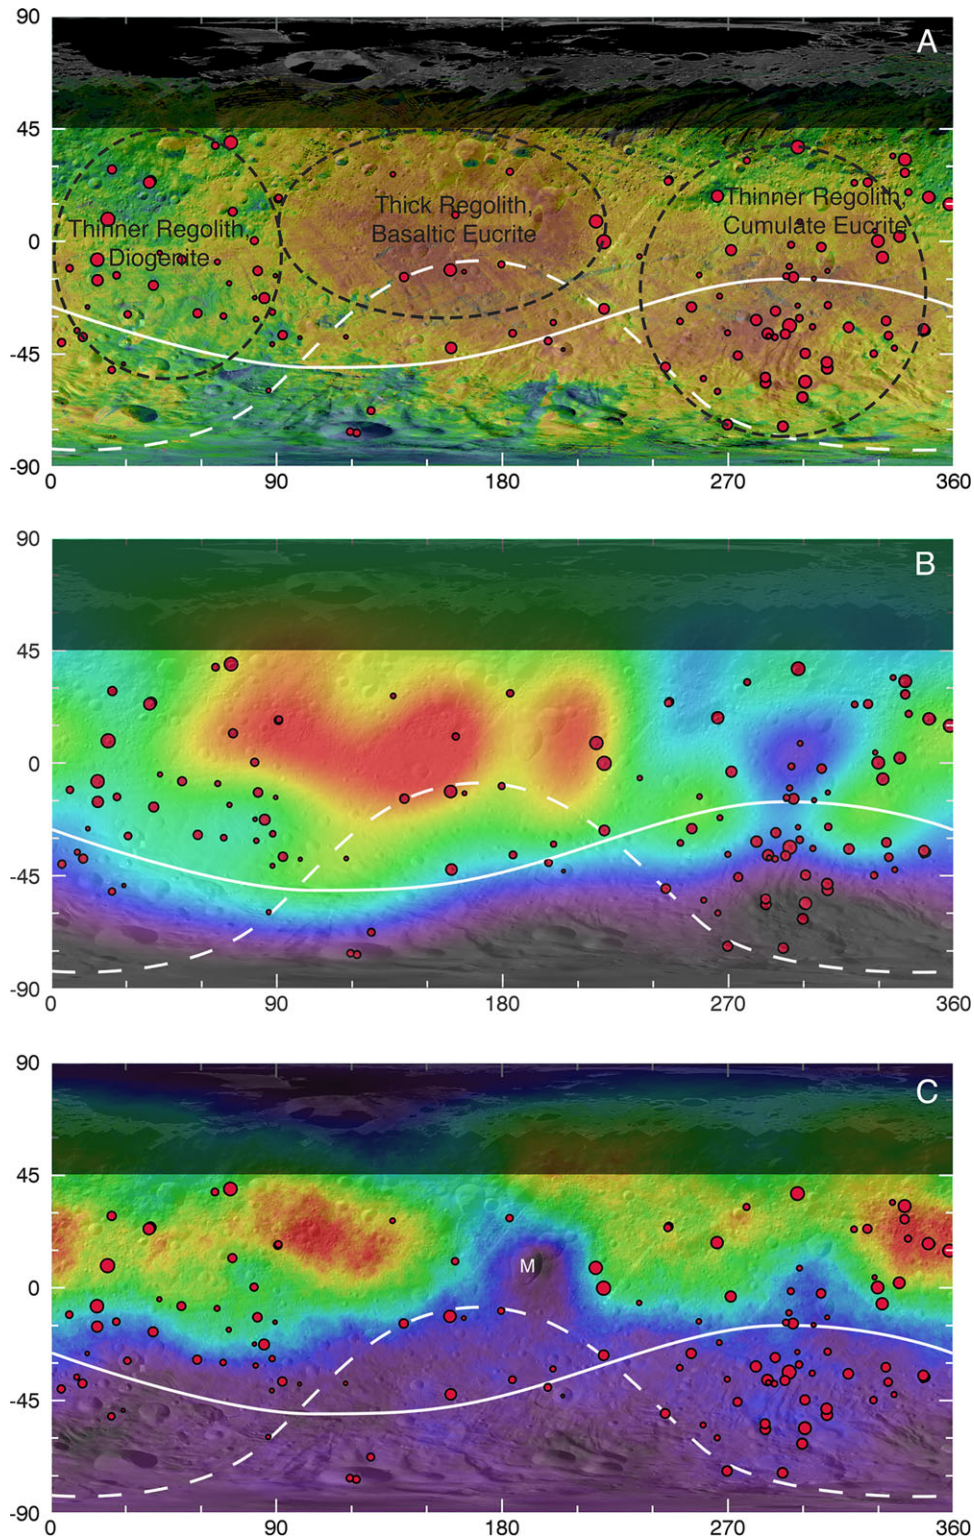 A
90
45
0
-45
-90
Thinner Regolith,
Diogenite
Thick Regolith,
Basaltic Eucrite
Thinner Regolith,
Cumulate Eucrite
0 90 180 270 360
B
90
45
0
-45
-90
0 90 180 270 360
C
90
45
0
-45
-90
M
0 90 180 270 360